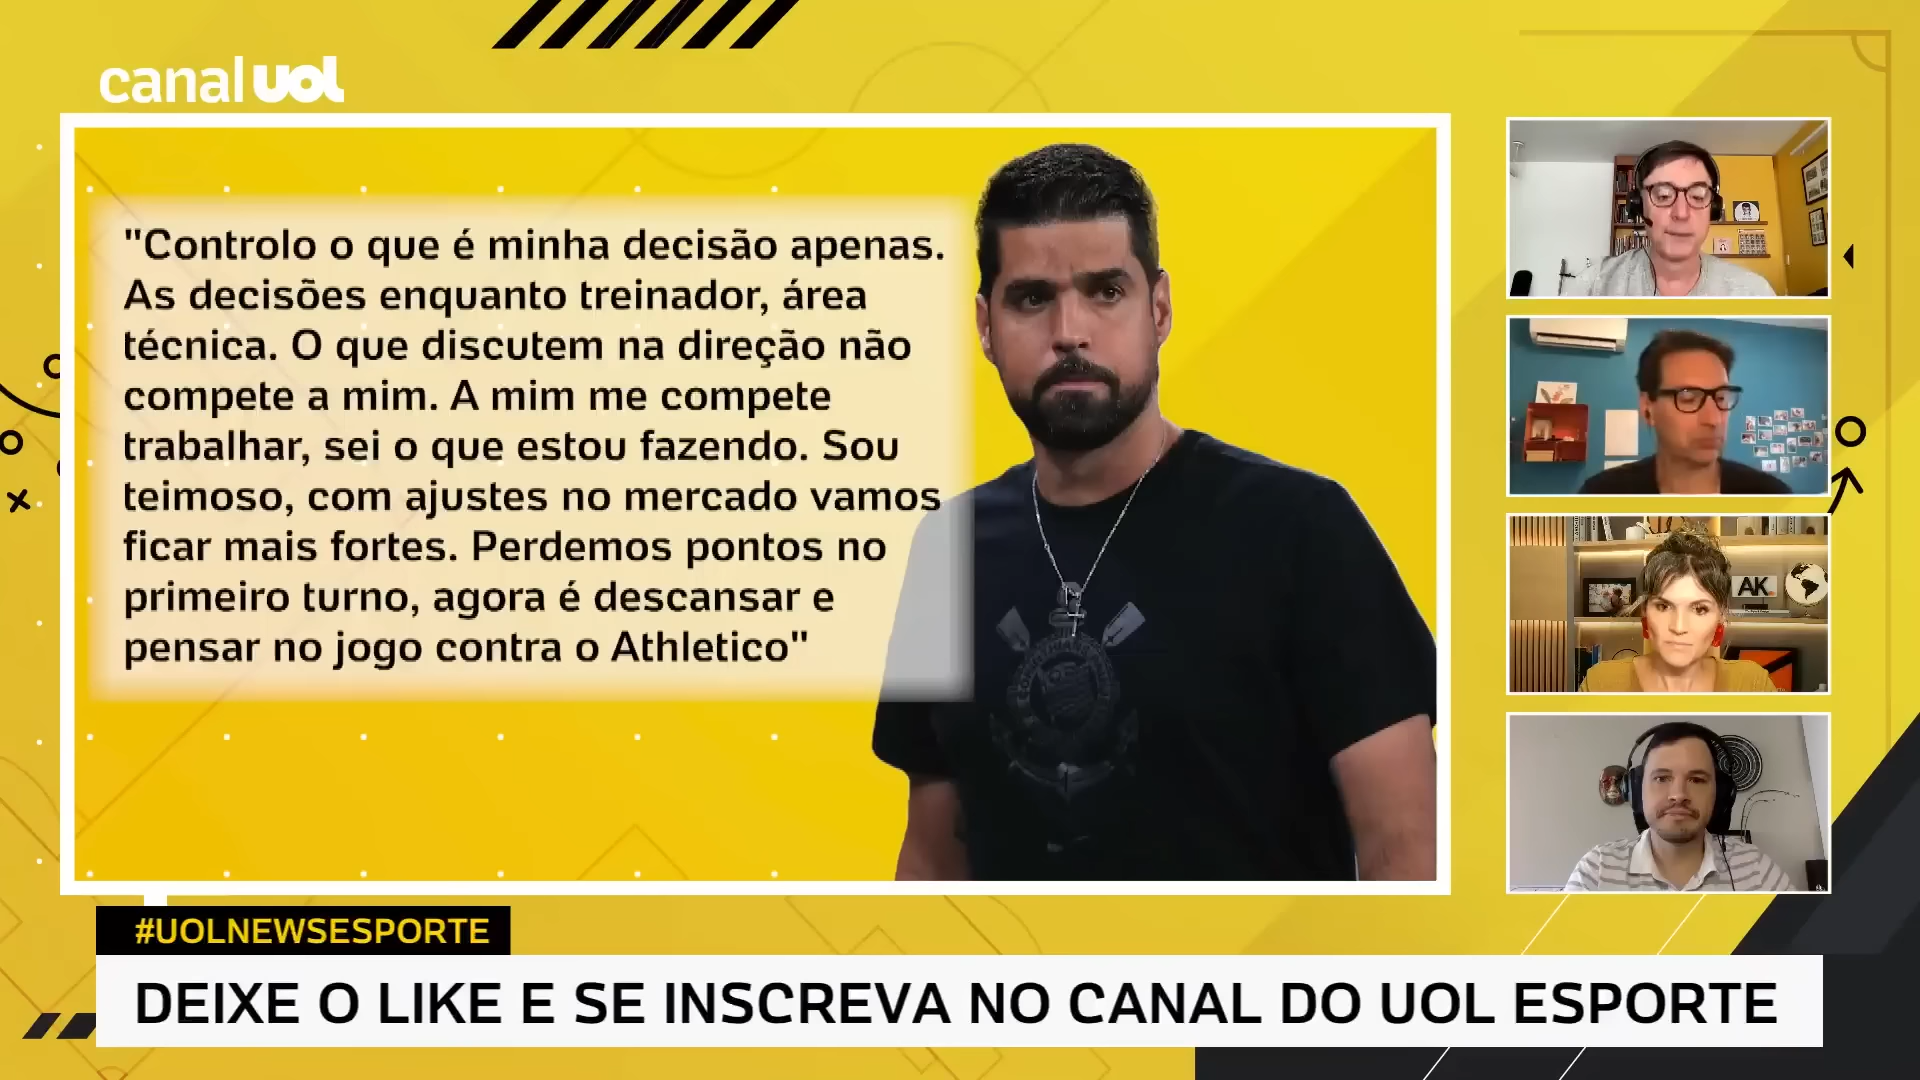 canal uol
"Controlo o que é minha decisão apenas.
As decisões enquanto treinador, área
técnica. O que discutem na direção não
compete a mim. A mim me compete
trabalhar, sei o que estou fazendo. Sou
teimoso, com ajustes no mercado vamos
ficar mais fortes. Perdemos pontos no
primeiro turno, agora é descansar e
pensar no jogo contra o Athletico"
AK
#UOLNEWSESPORTE
DEIXE O LIKE E SE INSCREVA NO CANAL DO UOL ESPORTE